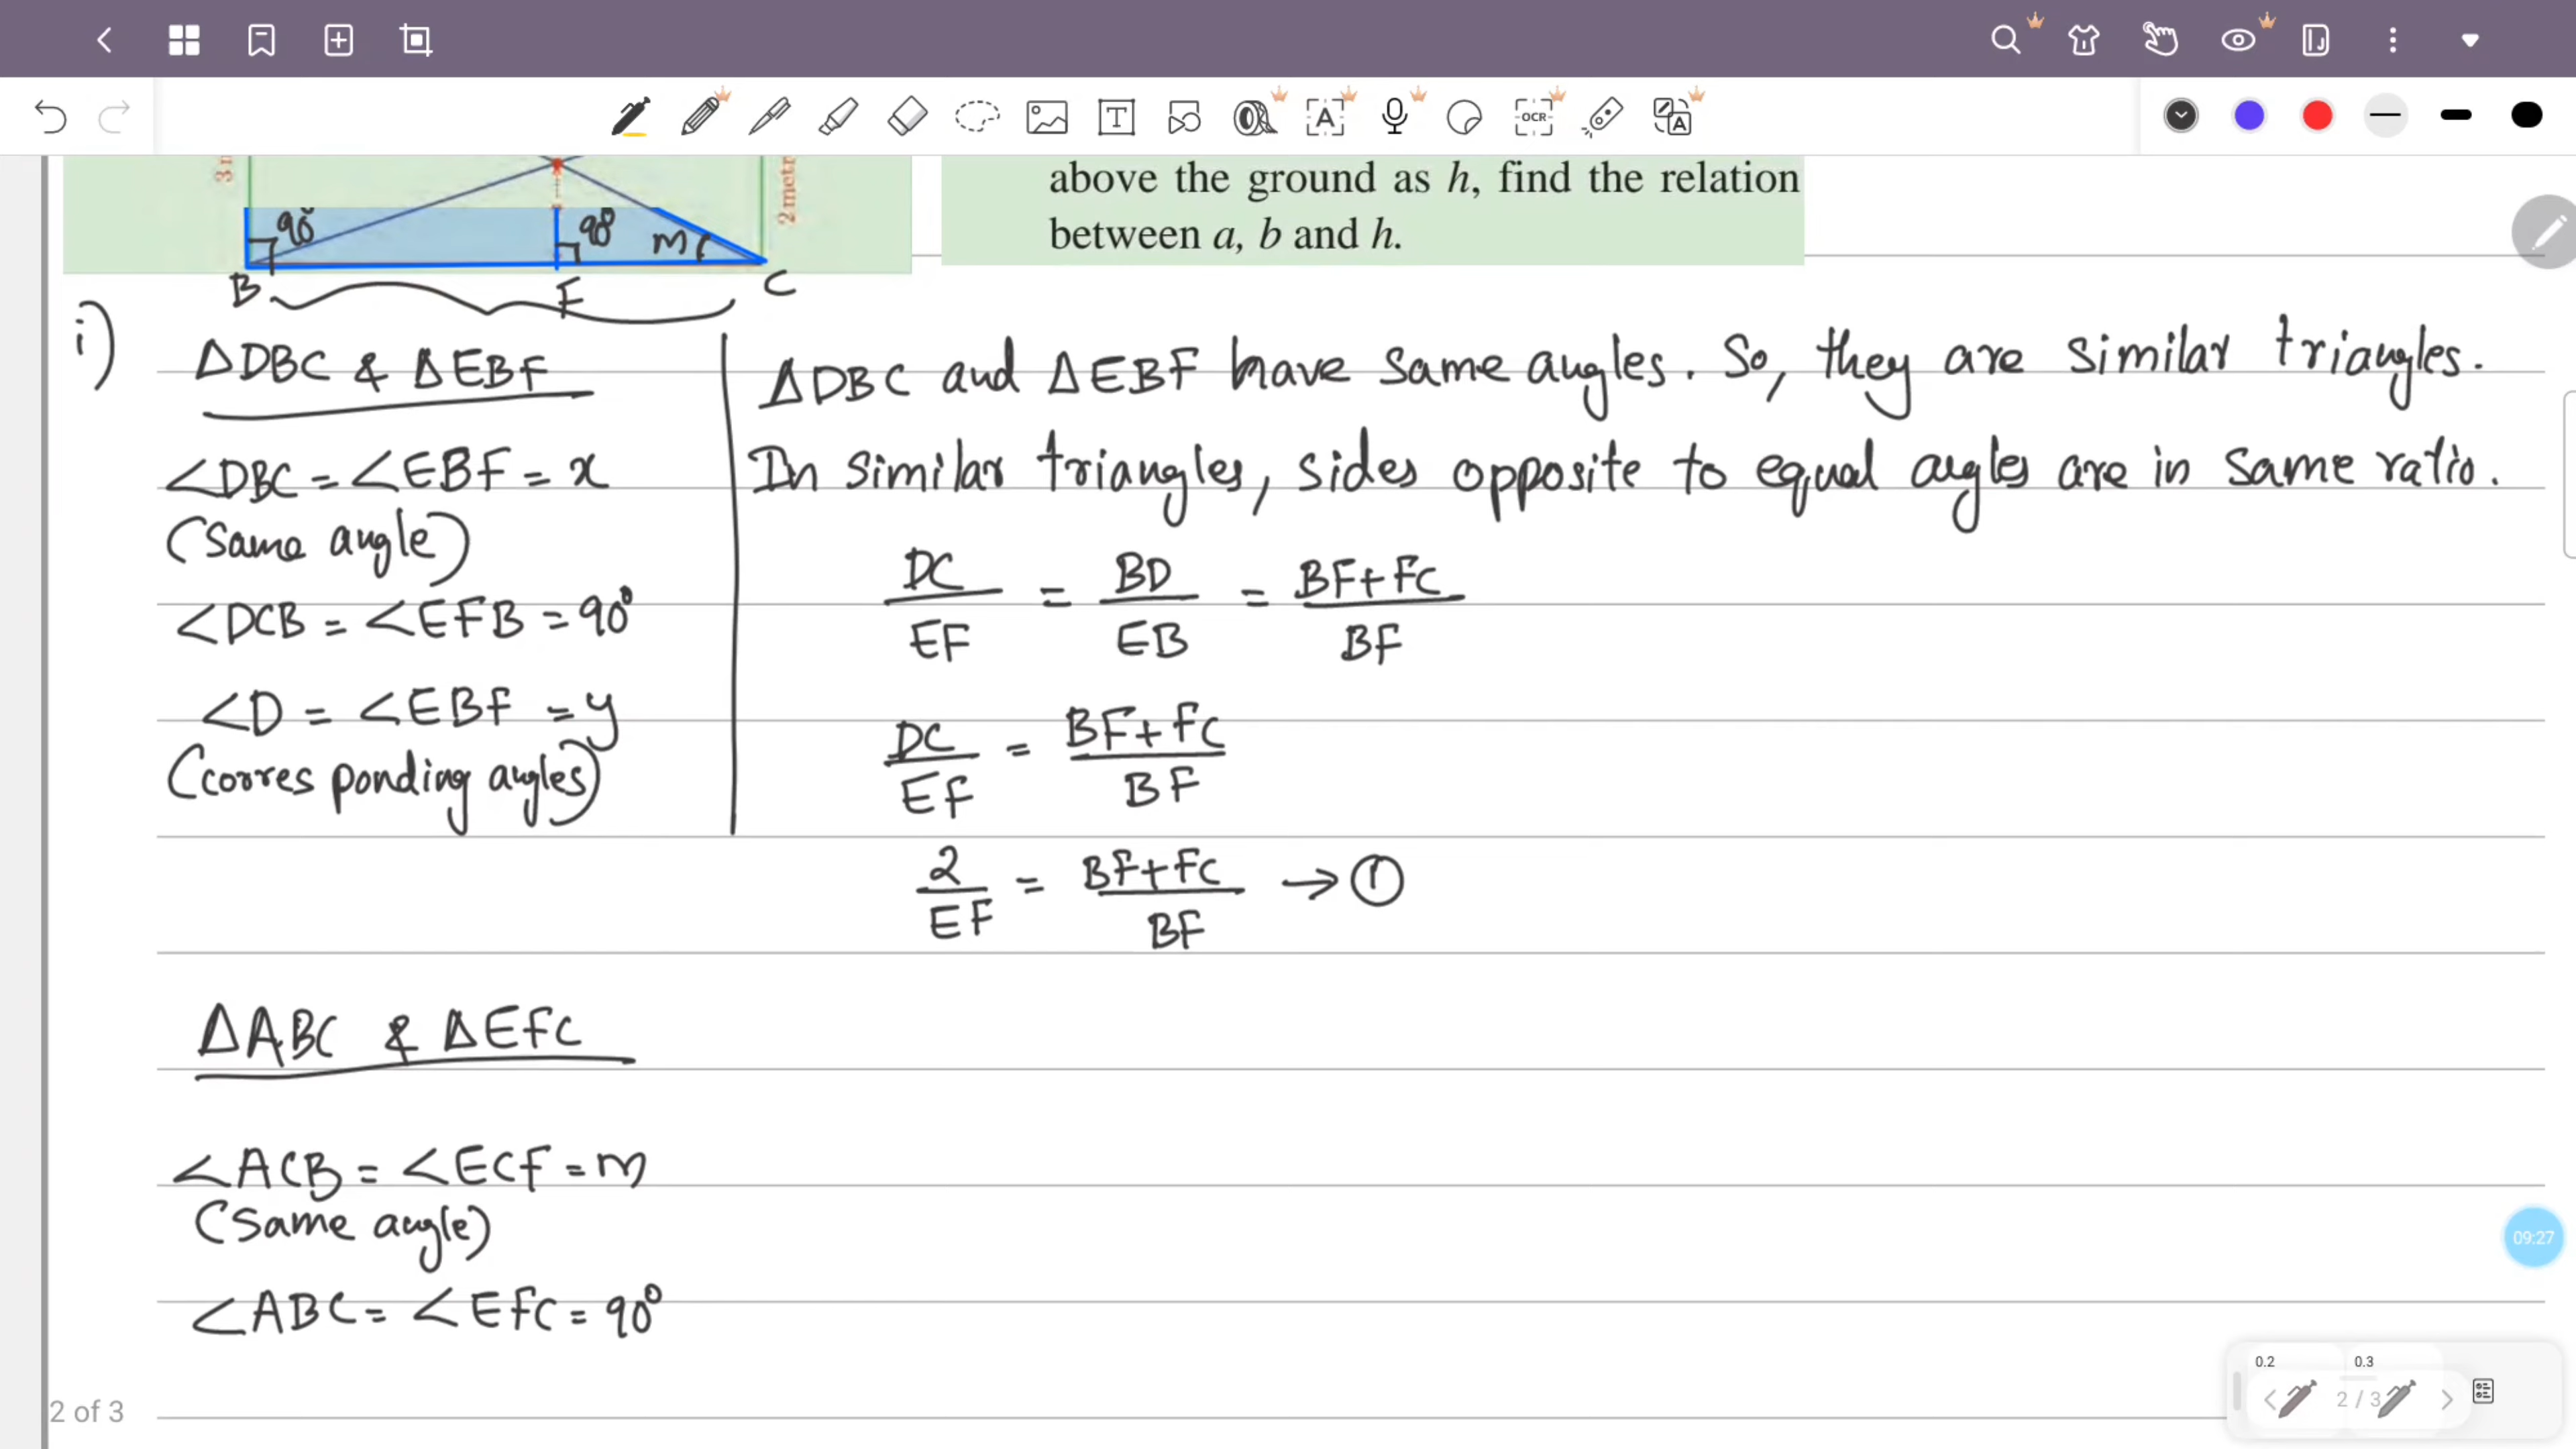 above the ground as h, find the relation
between a, b and h.
2 metr
90°
90°
m
B
F
C
i)
ΔDBC & ΔEBF
∠DBC = ∠EBF = x
(Same angle)
∠DCB = ∠EFB = 90°
∠D = ∠EBF = y
(corres ponding angles)
ΔDBC and ΔEBF have same angles. So, they are similar triangles.
In similar triangles, sides opposite to equal angles are in same ratio.
DC/EF = BD/EB = BF+FC/BF
DC/EF = BF+FC/BF
2/EF = BF+FC/BF → ①
ΔABC & ΔEFC
∠ACB = ∠ECF = m
(Same angle)
∠ABC = ∠EFC = 90°
09:27
0.2
0.3
2 / 3
2 of 3